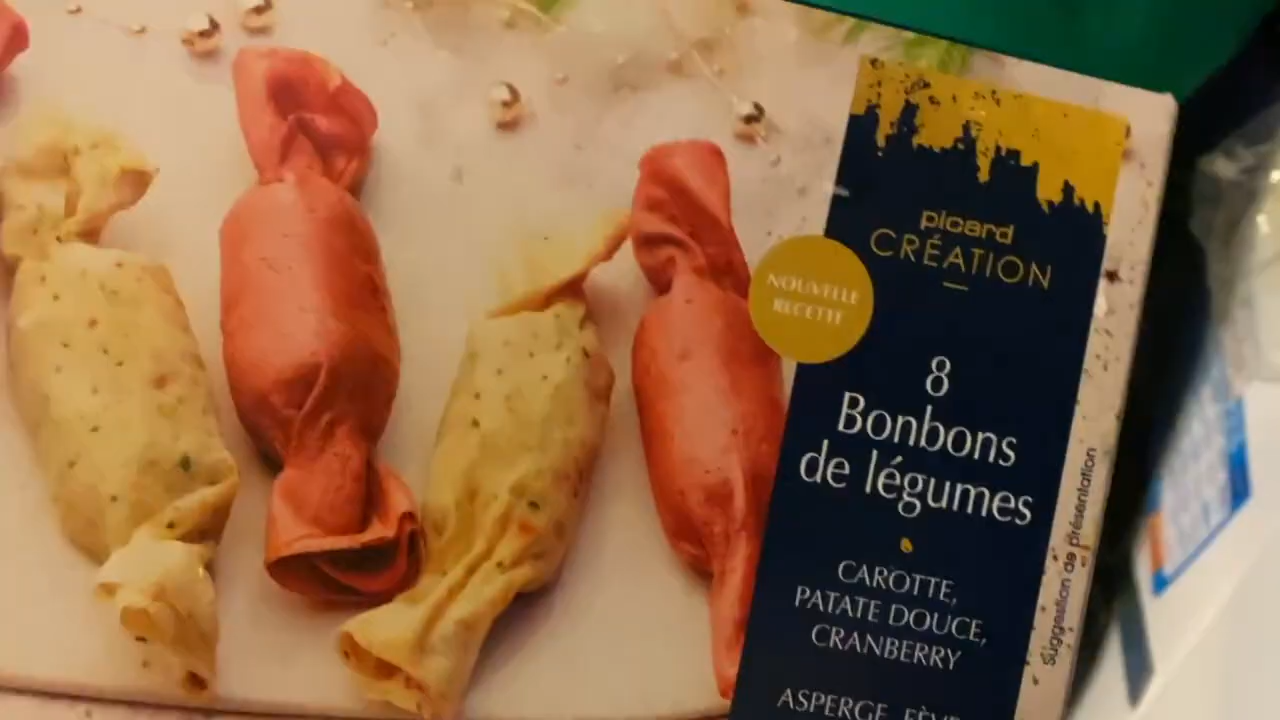 picard
CRÉATION
NOUVELLE
RECETTE
8
Bonbons
de légumes
CAROTTE,
PATATE DOUCE,
CRANBERRY
ASPERGE,
suggestion de présentation